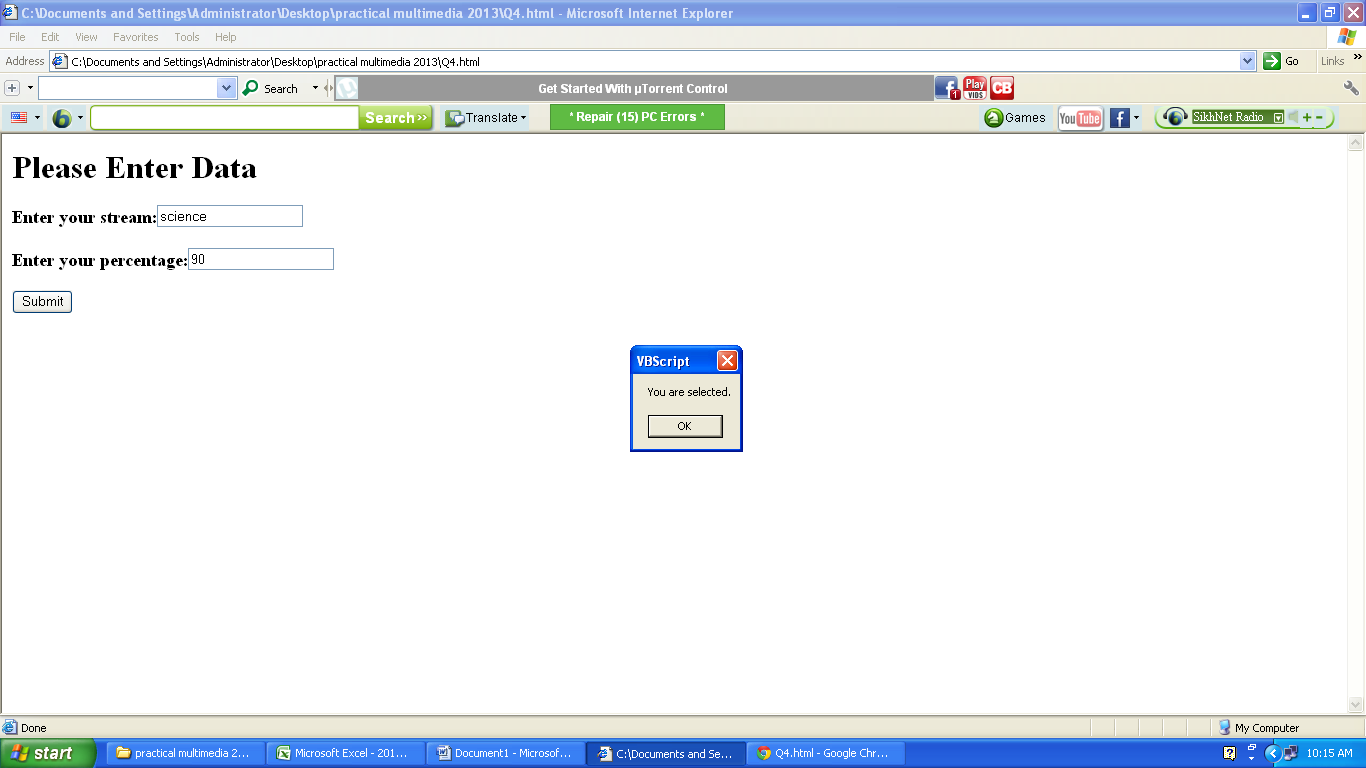 C:\Documents and Settings\Administrator\Desktop\practical multimedia 2013\Q4.html - Microsoft Internet Explorer
File Edit View Favorites Tools Help
Address C:\Documents and Settings\Administrator\Desktop\practical multimedia 2013\Q4.html Go Links »
Search Get Started With µTorrent Control 1 Play VIDS CB
Search >> Translate * Repair (15) PC Errors * Games YouTube SikhNet Radio
Please Enter Data
Enter your stream: science
Enter your percentage: 90
Submit
VBScript
You are selected.
OK
Done My Computer
start practical multimedia 2... Microsoft Excel - 201... Document1 - Microsof... C:\Documents and Se... Q4.html - Google Chr... 10:15 AM